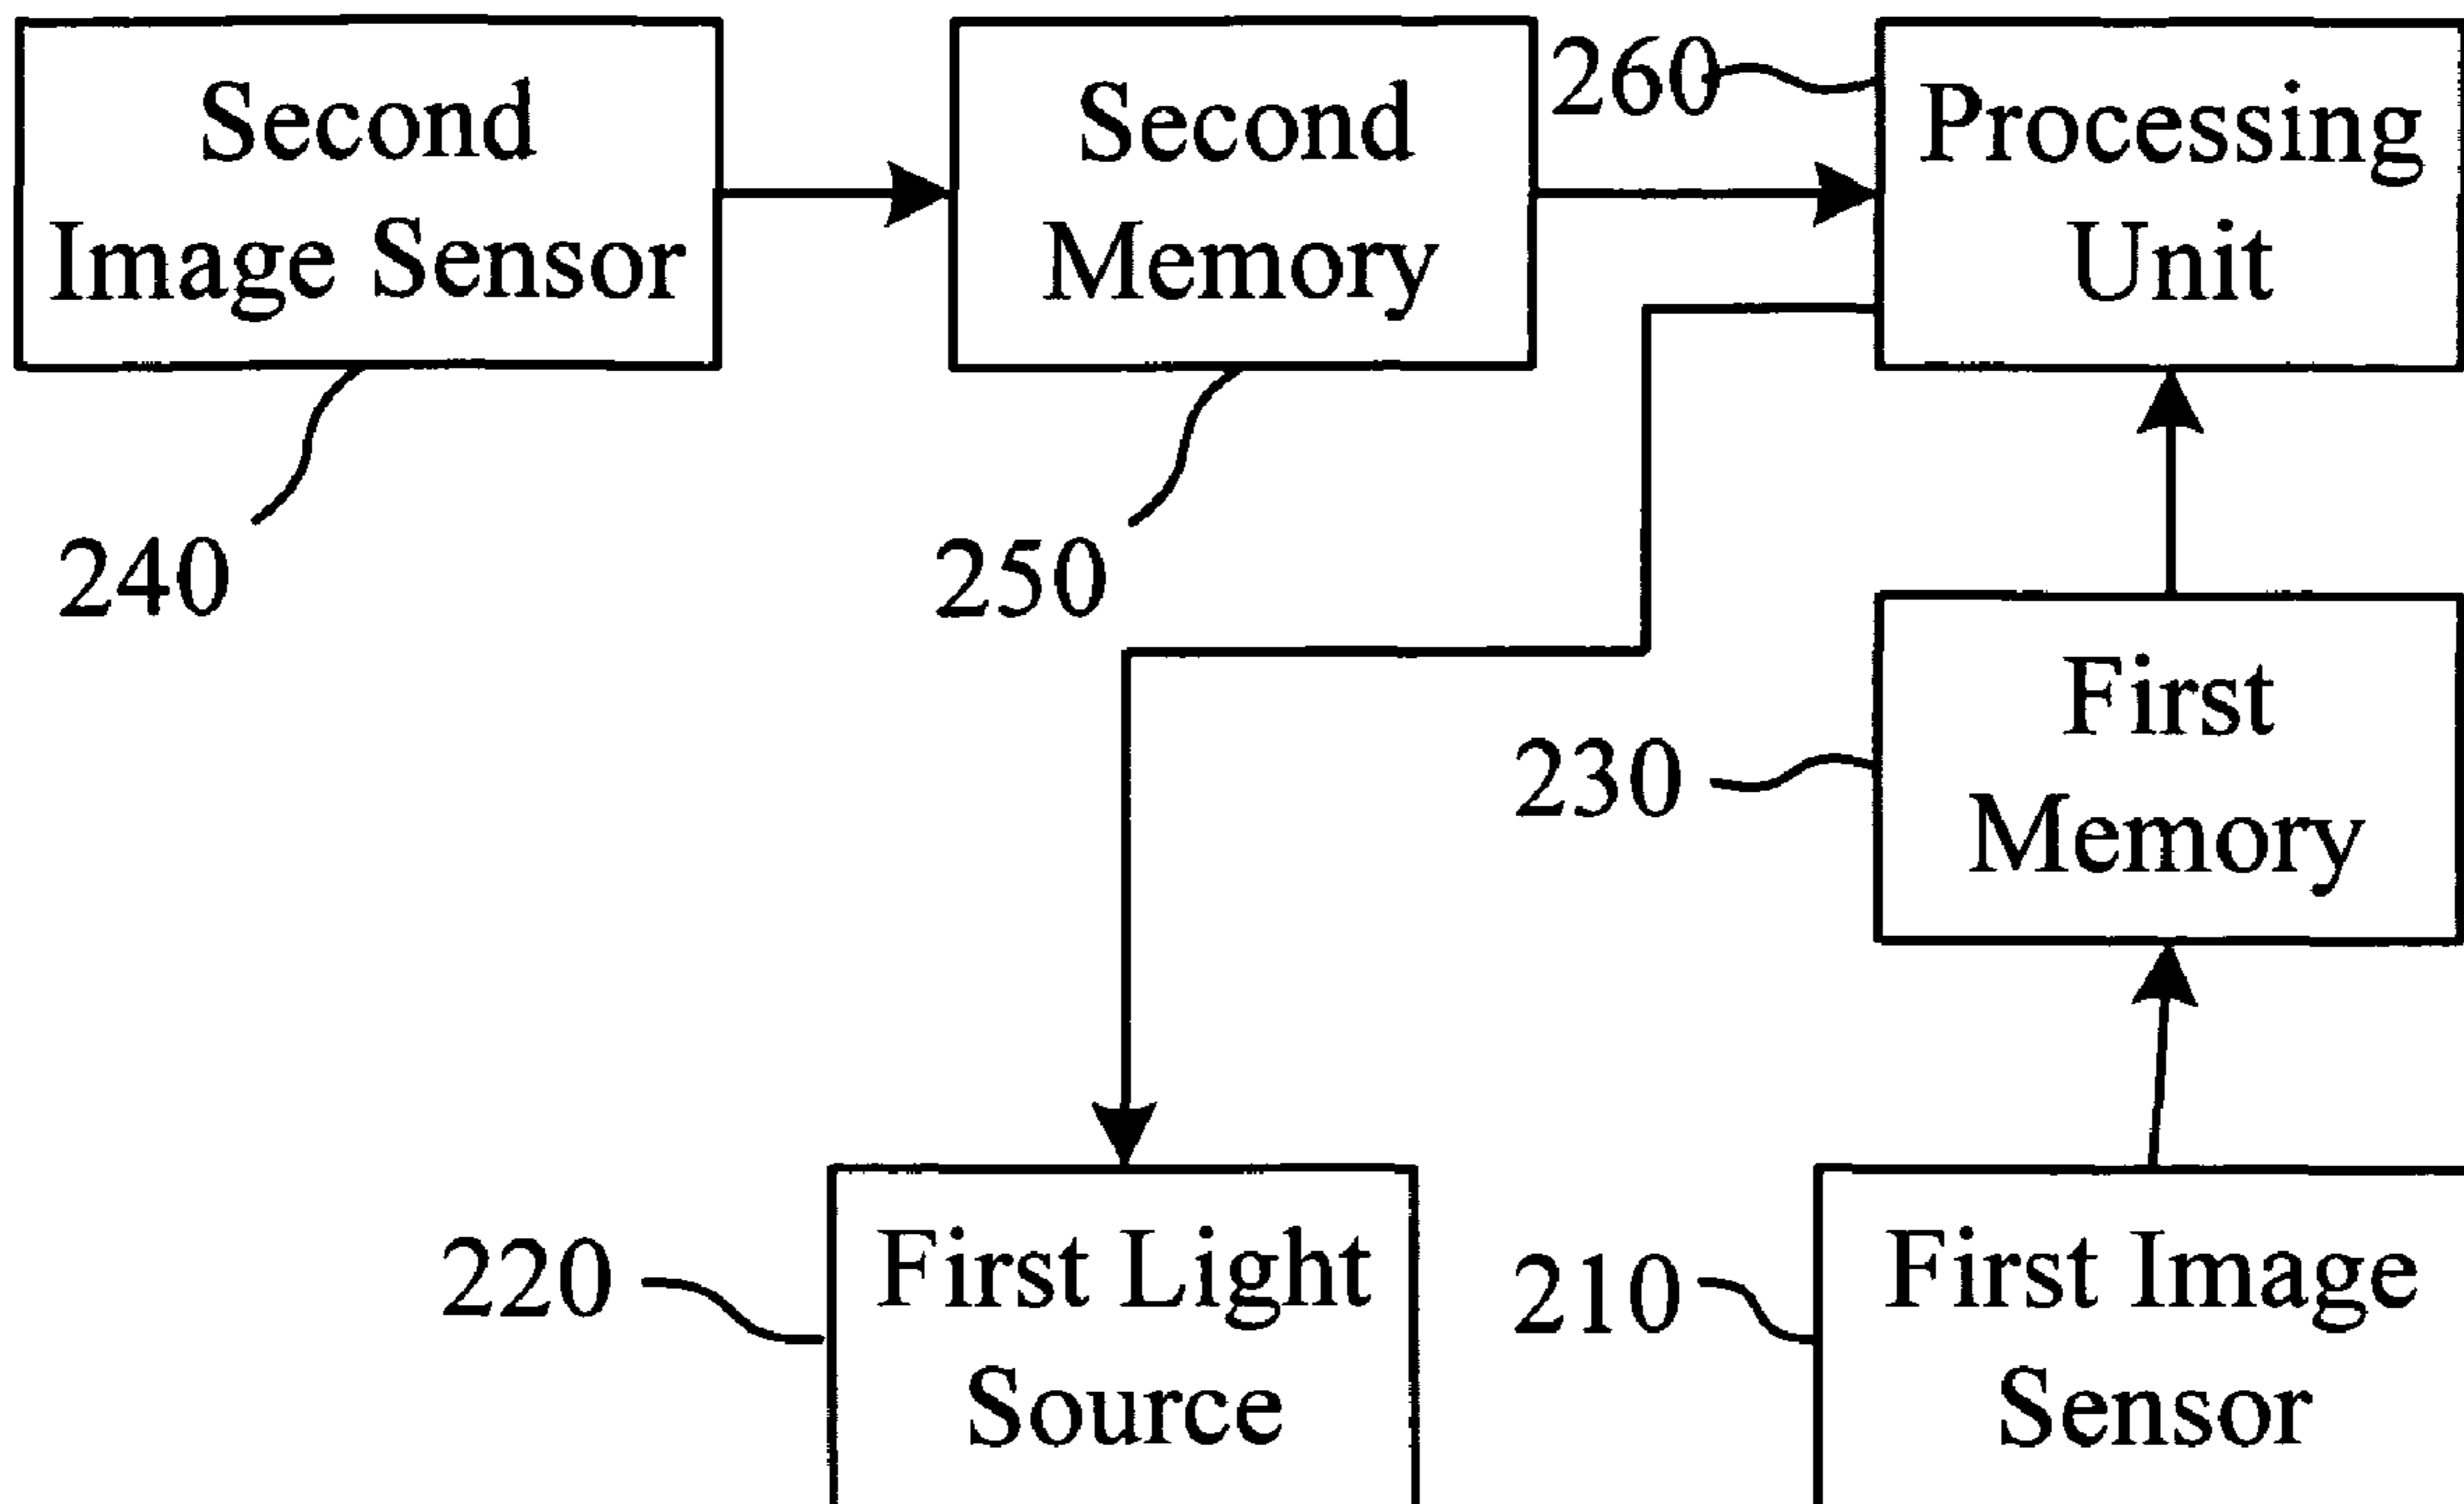 Second
Image Sensor
Second
Memory
260
Processing
Unit
240
250
First
Memory
230
220
First Light
Source
210
First Image
Sensor